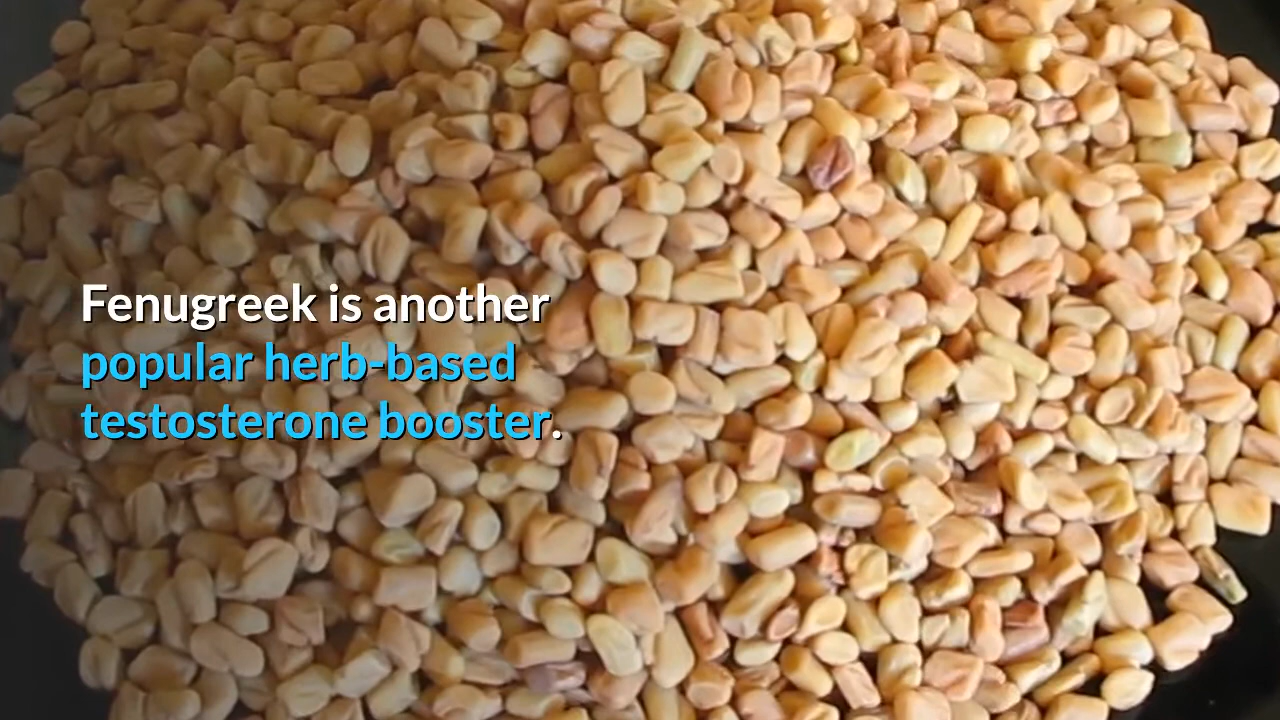 Fenugreek is another
popular herb-based
testosterone booster.